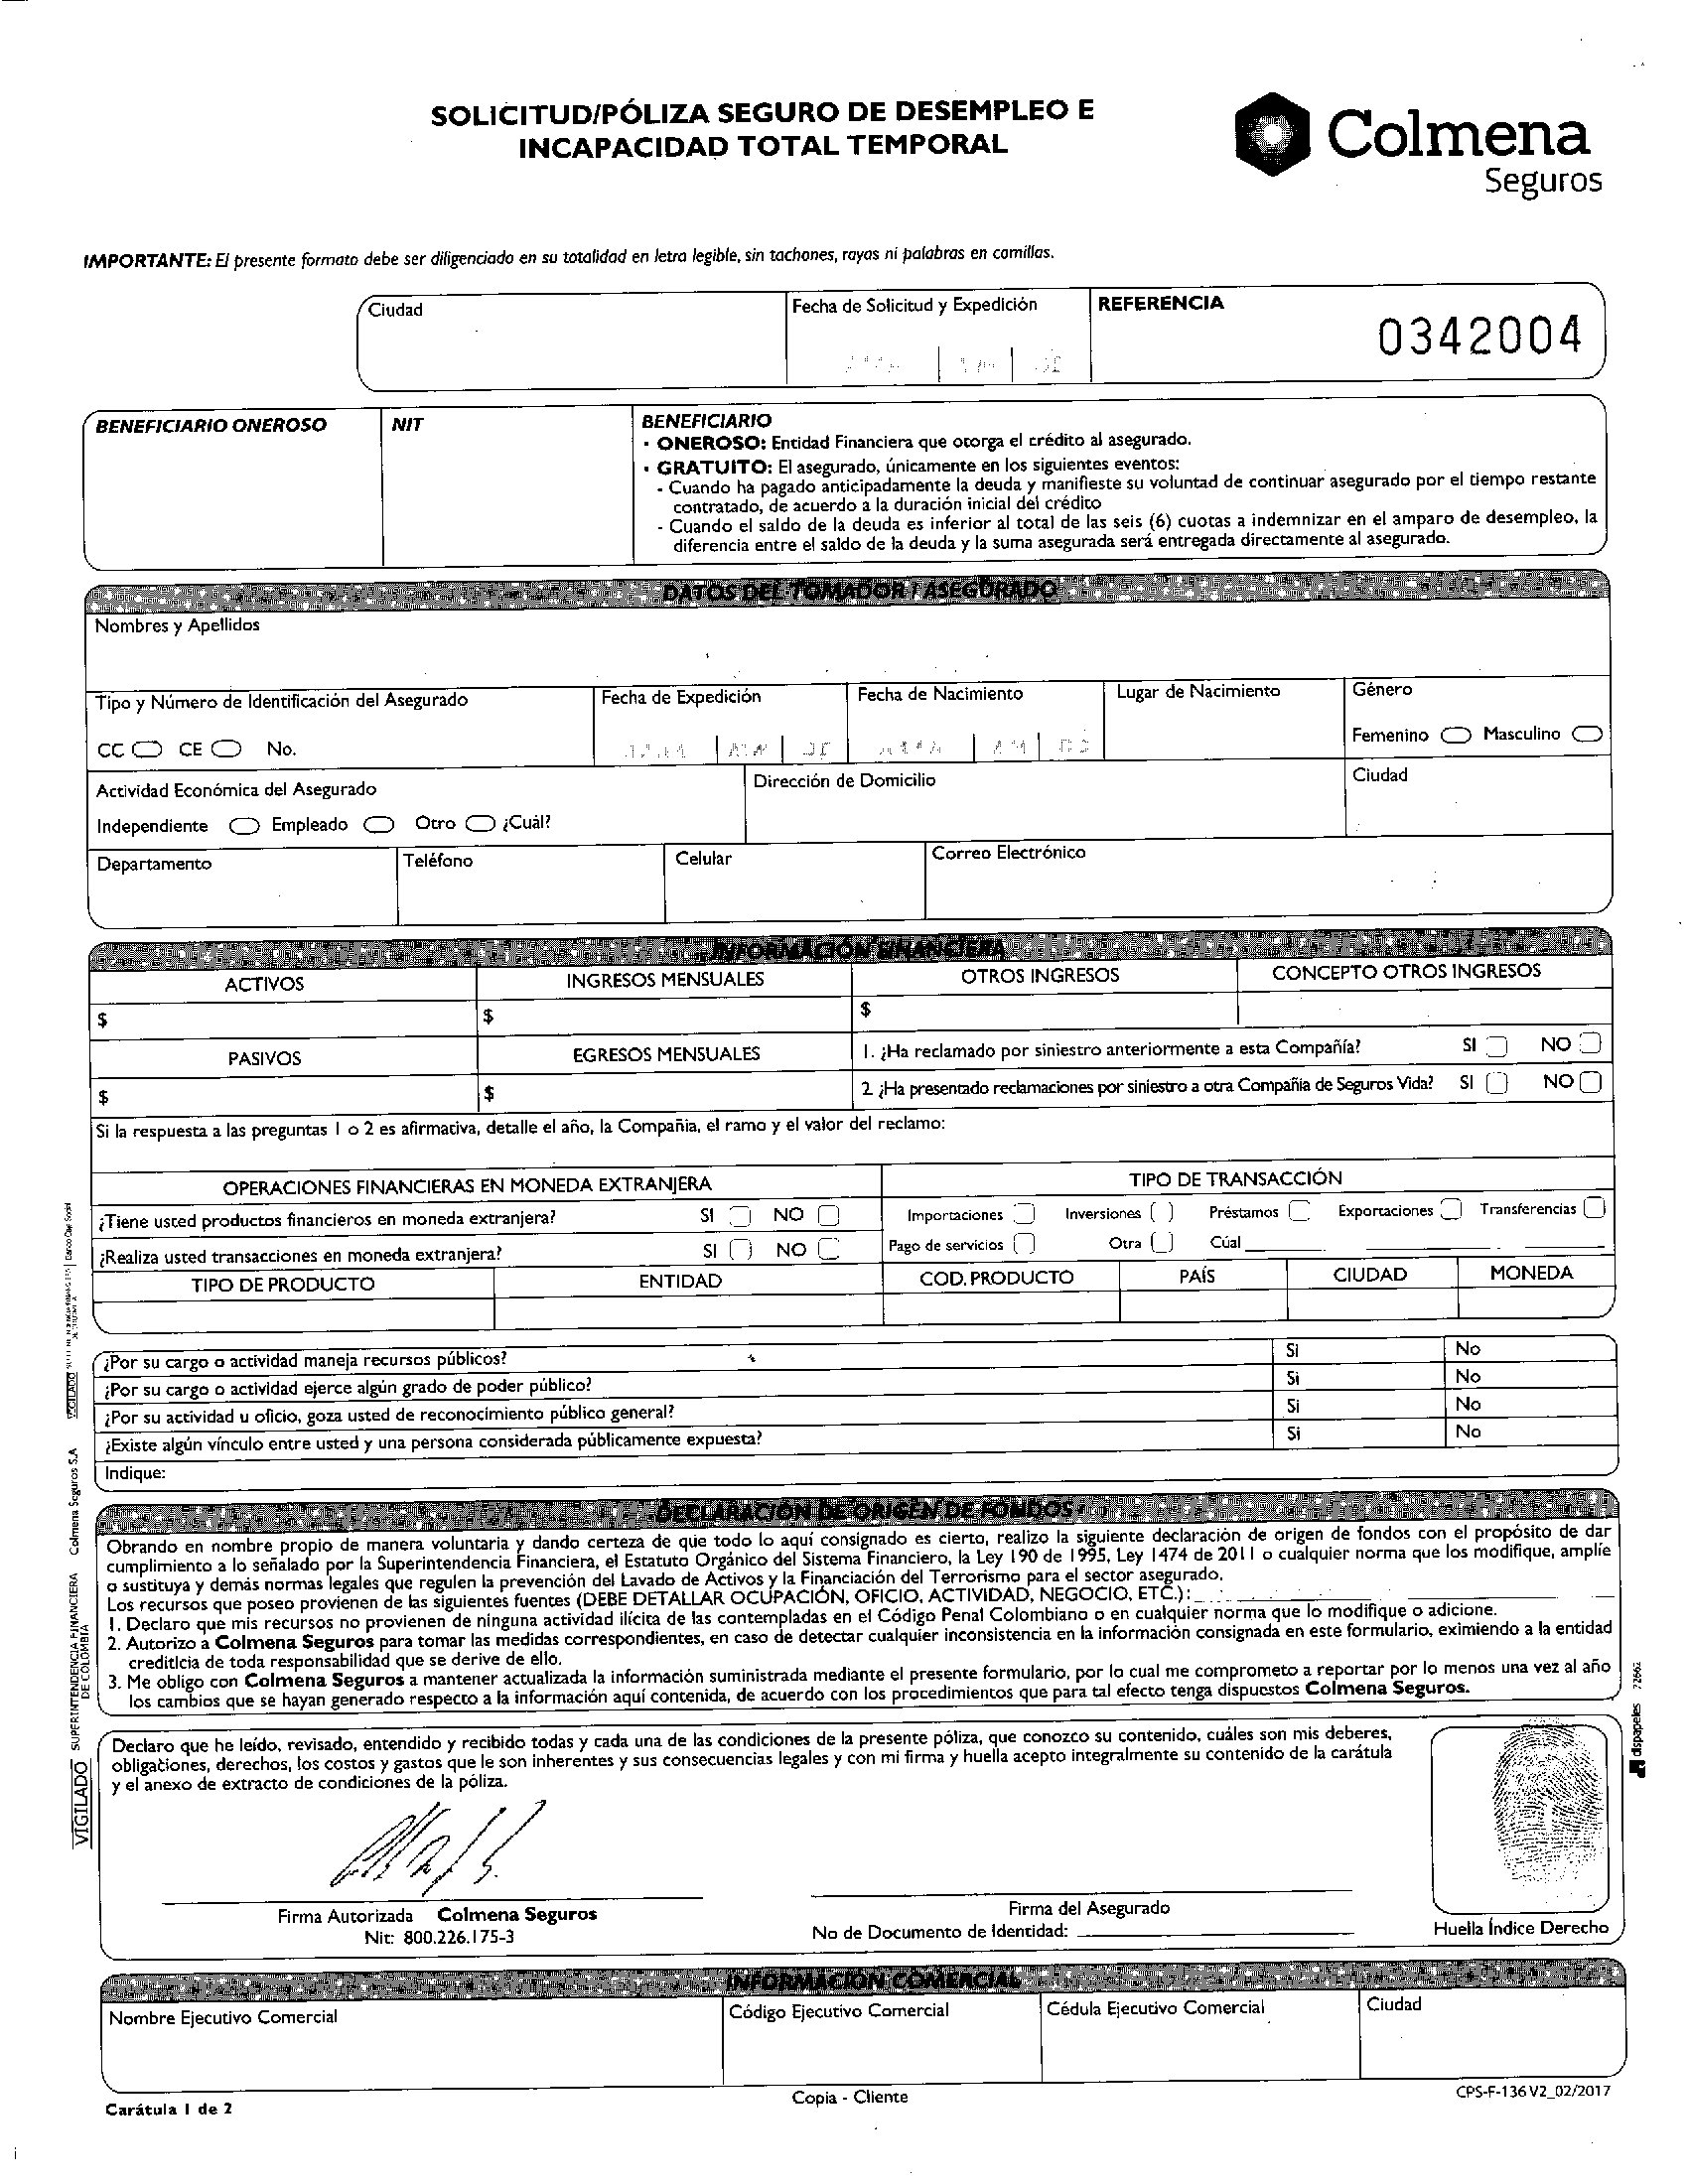 SOLICITUD/PÓLIZA SEGURO DE DESEMPLEO E
INCAPACIDAD TOTAL TEMPORAL
Colmena
Seguros
IMPORTANTE: El presente formato debe ser diligenciado en su totalidad en letra legible, sin tachones, rayas ni palabras en comillas.
Ciudad
Fecha de Solicitud y Expedición
REFERENCIA
0342004
BENEFICIARIO ONEROSO
NIT
BENEFICIARIO
• ONEROSO: Entidad Financiera que otorga el crédito al asegurado.
• GRATUITO: El asegurado, únicamente en los siguientes eventos:
- Cuando ha pagado anticipadamente la deuda y manifieste su voluntad de continuar asegurado por el tiempo restante
contratado, de acuerdo a la duración inicial del crédito
- Cuando el saldo de la deuda es inferior al total de las seis (6) cuotas a indemnizar en el amparo de desempleo, la
diferencia entre el saldo de la deuda y la suma asegurada será entregada directamente al asegurado.
DATOS DEL TOMADOR / ASEGURADO
Nombres y Apellidos
Tipo y Número de Identificación del Asegurado
Fecha de Expedición
Fecha de Nacimiento
Lugar de Nacimiento
Género
CC CE No.
Femenino Masculino
Actividad Económica del Asegurado
Dirección de Domicilio
Ciudad
Independiente Empleado Otro ¿Cuál?
Departamento
Teléfono
Celular
Correo Electrónico
INFORMACIÓN FINANCIERA
ACTIVOS
INGRESOS MENSUALES
OTROS INGRESOS
CONCEPTO OTROS INGRESOS
$
$
$
PASIVOS
EGRESOS MENSUALES
1. ¿Ha reclamado por siniestro anteriormente a esta Compañía? SI NO
$
$
2. ¿Ha presentado reclamaciones por siniestro a otra Compañia de Seguros Vida? SI NO
Si la respuesta a las preguntas 1 o 2 es afirmativa, detalle el año, la Compañia, el ramo y el valor del reclamo:
OPERACIONES FINANCIERAS EN MONEDA EXTRANJERA
TIPO DE TRANSACCIÓN
¿Tiene usted productos financieros en moneda extranjera? SI NO
Importaciones Inversiones Préstamos Exportaciones Transferencias
¿Realiza usted transacciones en moneda extranjera? SI NO
Pago de servicios Otra Cúal
TIPO DE PRODUCTO
ENTIDAD
COD. PRODUCTO
PAÍS
CIUDAD
MONEDA
¿Por su cargo o actividad maneja recursos públicos? Si No
¿Por su cargo o actividad ejerce algún grado de poder público? Si No
¿Por su actividad u oficio, goza usted de reconocimiento público general? Si No
¿Existe algún vínculo entre usted y una persona considerada públicamente expuesta? Si No
Indique:
DECLARACIÓN DE ORIGEN DE FONDOS
Obrando en nombre propio de manera voluntaria y dando certeza de que todo lo aquí consignado es cierto, realizo la siguiente declaración de origen de fondos con el propósito de dar
cumplimiento a lo señalado por la Superintendencia Financiera, el Estatuto Orgánico del Sistema Financiero, la Ley 190 de 1995, Ley 1474 de 2011 o cualquier norma que los modifique, amplíe
o sustituya y demás normas legales que regulen la prevención del Lavado de Activos y la Financiación del Terrorismo para el sector asegurado.
Los recursos que poseo provienen de las siguientes fuentes (DEBE DETALLAR OCUPACIÓN, OFICIO, ACTIVIDAD, NEGOCIO, ETC.):
1. Declaro que mis recursos no provienen de ninguna actividad ilícita de las contempladas en el Código Penal Colombiano o en cualquier norma que lo modifique o adicione.
2. Autorizo a Colmena Seguros para tomar las medidas correspondientes, en caso de detectar cualquier inconsistencia en la información consignada en este formulario, eximiendo a la entidad
crediticia de toda responsabilidad que se derive de ello.
3. Me obligo con Colmena Seguros a mantener actualizada la información suministrada mediante el presente formulario, por lo cual me comprometo a reportar por lo menos una vez al año
los cambios que se hayan generado respecto a la información aquí contenida, de acuerdo con los procedimientos que para tal efecto tenga dispuestos Colmena Seguros.
Declaro que he leído, revisado, entendido y recibido todas y cada una de las condiciones de la presente póliza, que conozco su contenido, cuáles son mis deberes,
obligaciones, derechos, los costos y gastos que le son inherentes y sus consecuencias legales y con mi firma y huella acepto integralmente su contenido de la carátula
y el anexo de extracto de condiciones de la póliza.
Firma Autorizada Colmena Seguros
Nit: 800.226.175-3
Firma del Asegurado
No de Documento de Identidad:
Huella Índice Derecho
INFORMACIÓN COMERCIAL
Nombre Ejecutivo Comercial
Código Ejecutivo Comercial
Cédula Ejecutivo Comercial
Ciudad
Carátula 1 de 2
Copia - Cliente
CPS-F-136 V2_02/2017
VIGILADO SUPERINTENDENCIA FINANCIERA
DE COLOMBIA
Colmena Seguros S.A
VIGILADO
Banco Caja Social
dispapeles 72662